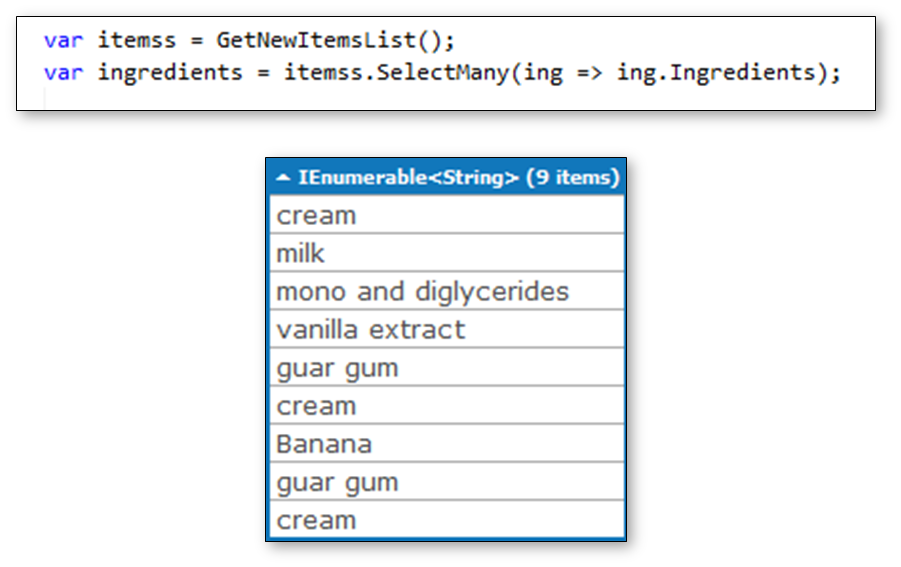 var itemss = GetNewItemsList();
var ingredients = itemss.SelectMany(ing => ing.Ingredients);
IEnumerable<String> (9 items)
cream
milk
mono and diglycerides
vanilla extract
guar gum
cream
Banana
guar gum
cream